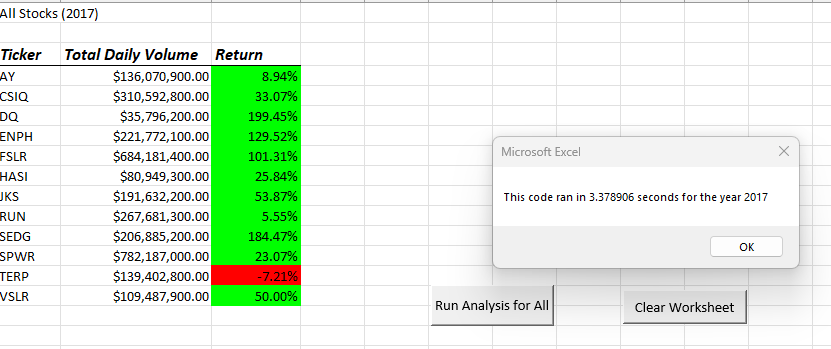 All Stocks (2017)
Ticker Total Daily Volume Return
AY $136,070,900.00 8.94%
CSIQ $310,592,800.00 33.07%
DQ $35,796,200.00 199.45%
ENPH $221,772,100.00 129.52%
FSLR $684,181,400.00 101.31%
HASI $80,949,300.00 25.84%
JKS $191,632,200.00 53.87%
RUN $267,681,300.00 5.55%
SEDG $206,885,200.00 184.47%
SPWR $782,187,000.00 23.07%
TERP $139,402,800.00 -7.21%
VSLR $109,487,900.00 50.00%
Microsoft Excel
This code ran in 3.378906 seconds for the year 2017
OK
Run Analysis for All
Clear Worksheet